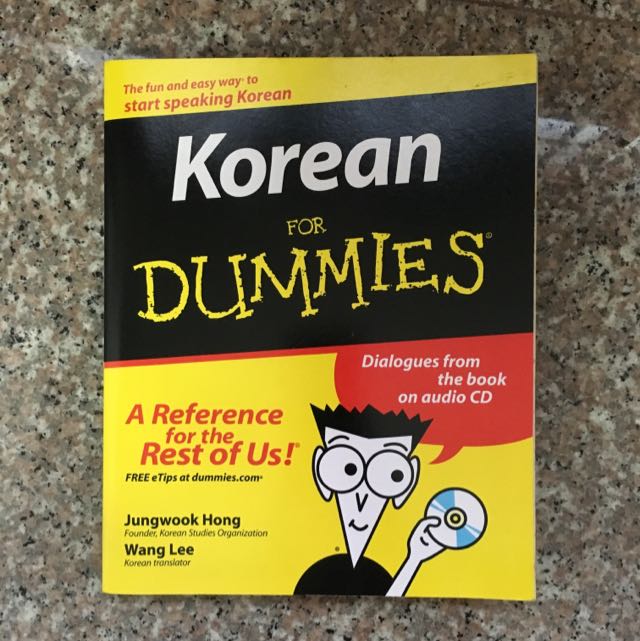 The fun and easy way® to
start speaking Korean
Korean
FOR
DUMMIES®
Dialogues from
the book
on audio CD
A Reference
for the
Rest of Us!®
FREE eTips at dummies.com®
Jungwook Hong
Founder, Korean Studies Organization
Wang Lee
Korean translator